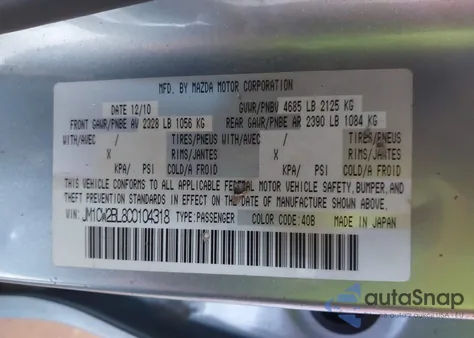 MFD. BY MAZDA MOTOR CORPORATION
DATE 12/10 GVWR/PNBV 4685 LB 2125 KG
FRONT GAWR/PNBE AV 2328 LB 1056 KG REAR GAWR/PNBE AR 2390 LB 1084 KG
WITH/AVEC / TIRES/PNEUS WITH/AVEC / TIRES/PNEUS
X RIMS/JANTES X RIMS/JANTES
KPA/ PSI COLD/A FROID KPA/ PSI COLD/A FROID
THIS VEHICLE CONFORMS TO ALL APPLICABLE FEDERAL MOTOR VEHICLE SAFETY, BUMPER, AND
THEFT PREVENTION STANDARDS IN EFFECT ON THE DATE OF MANUFACTURE SHOWN ABOVE.
VIN: JM1CW2BL8C0104318 TYPE:PASSENGER COLOR CODE:40B MADE IN JAPAN
autoSnap